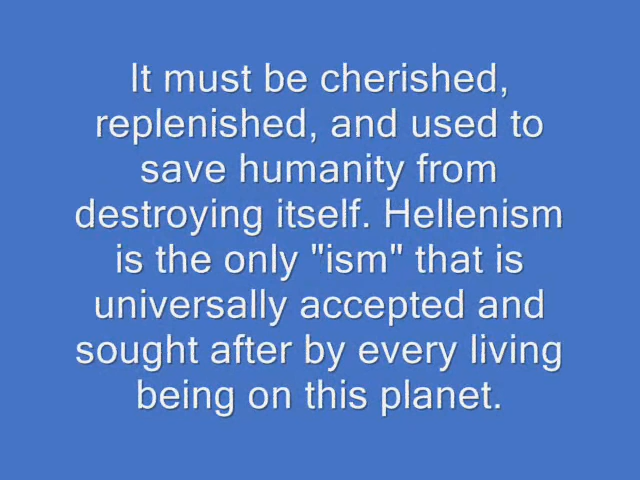 It must be cherished,
replenished, and used to
save humanity from
destroying itself. Hellenism
is the only "ism" that is
universally accepted and
sought after by every living
being on this planet.